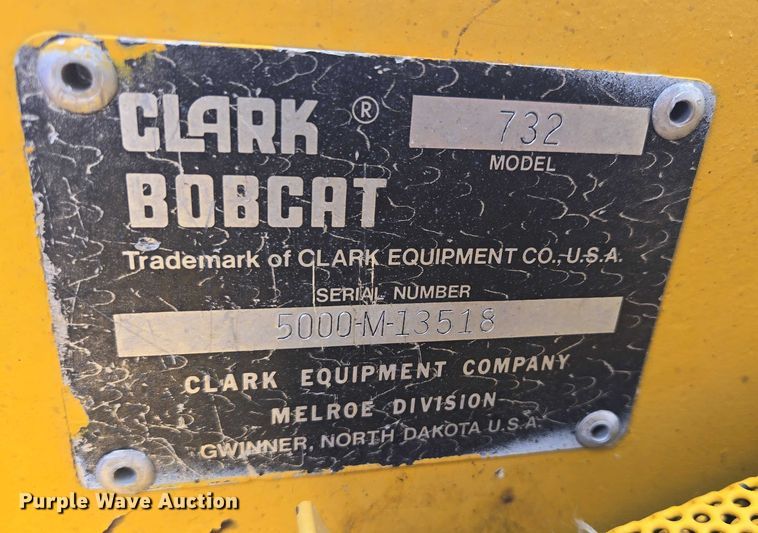 CLARK ®
BOBCAT
732
MODEL
Trademark of CLARK EQUIPMENT CO., U.S.A.
SERIAL NUMBER
5000-M-13518
CLARK EQUIPMENT COMPANY
MELROE DIVISION
GWINNER, NORTH DAKOTA U.S.A.
Purple Wave Auction